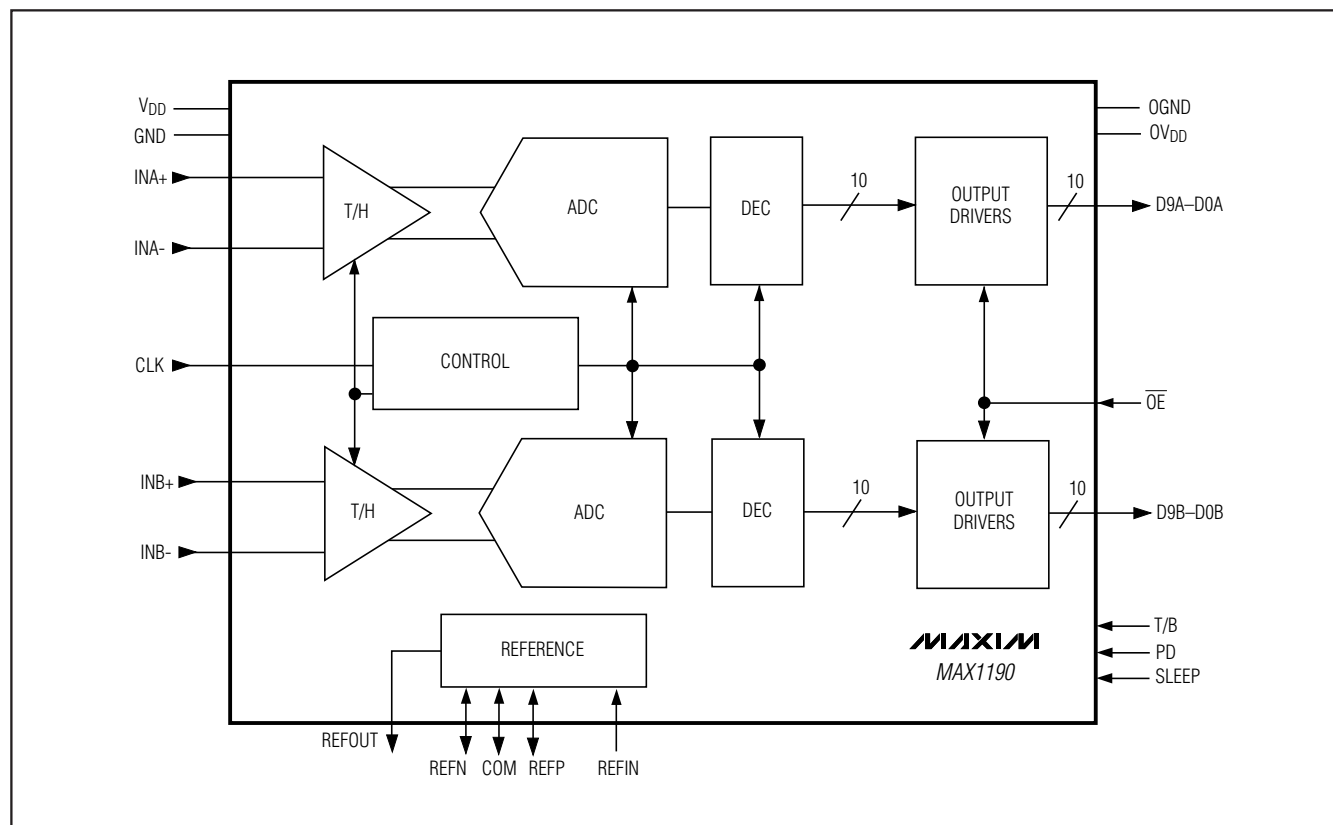 VDD
GND
INA+
INA-
CLK
INB+
INB-
T/H
ADC
DEC
10
OUTPUT
DRIVERS
10
D9A–D0A
OGND
OVDD
CONTROL
OE
T/H
ADC
DEC
10
OUTPUT
DRIVERS
10
D9B–D0B
REFERENCE
MAXIM
MAX1190
T/B
PD
SLEEP
REFOUT
REFN
COM
REFP
REFIN